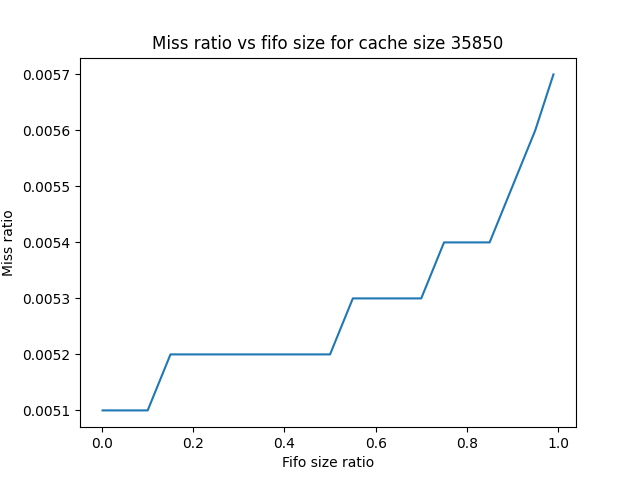 Miss ratio vs fifo size for cache size 35850
0.0057
0.0056
0.0055
0.0054
0.0053
0.0052
0.0051
Miss ratio
0.0 0.2 0.4 0.6 0.8 1.0
Fifo size ratio